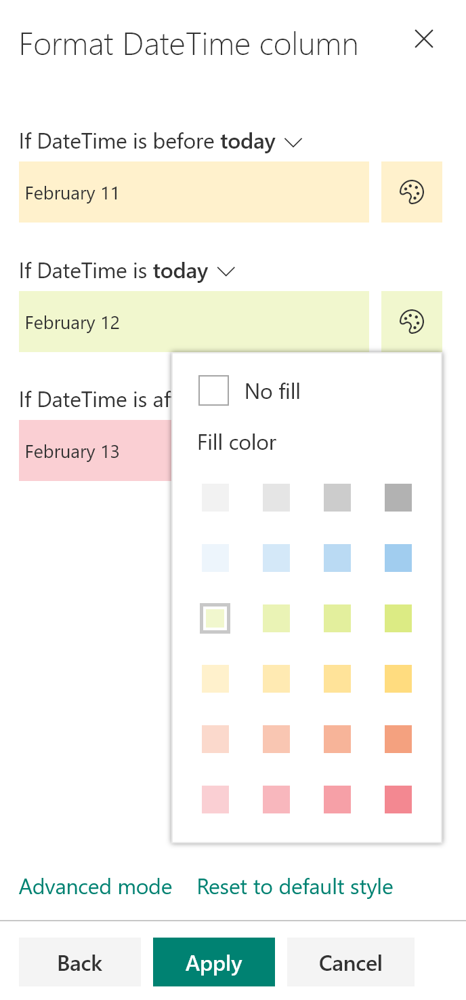 Format DateTime column
If DateTime is before today
February 11
If DateTime is today
February 12
If DateTime is af
February 13
No fill
Fill color
Advanced mode Reset to default style
Back Apply Cancel